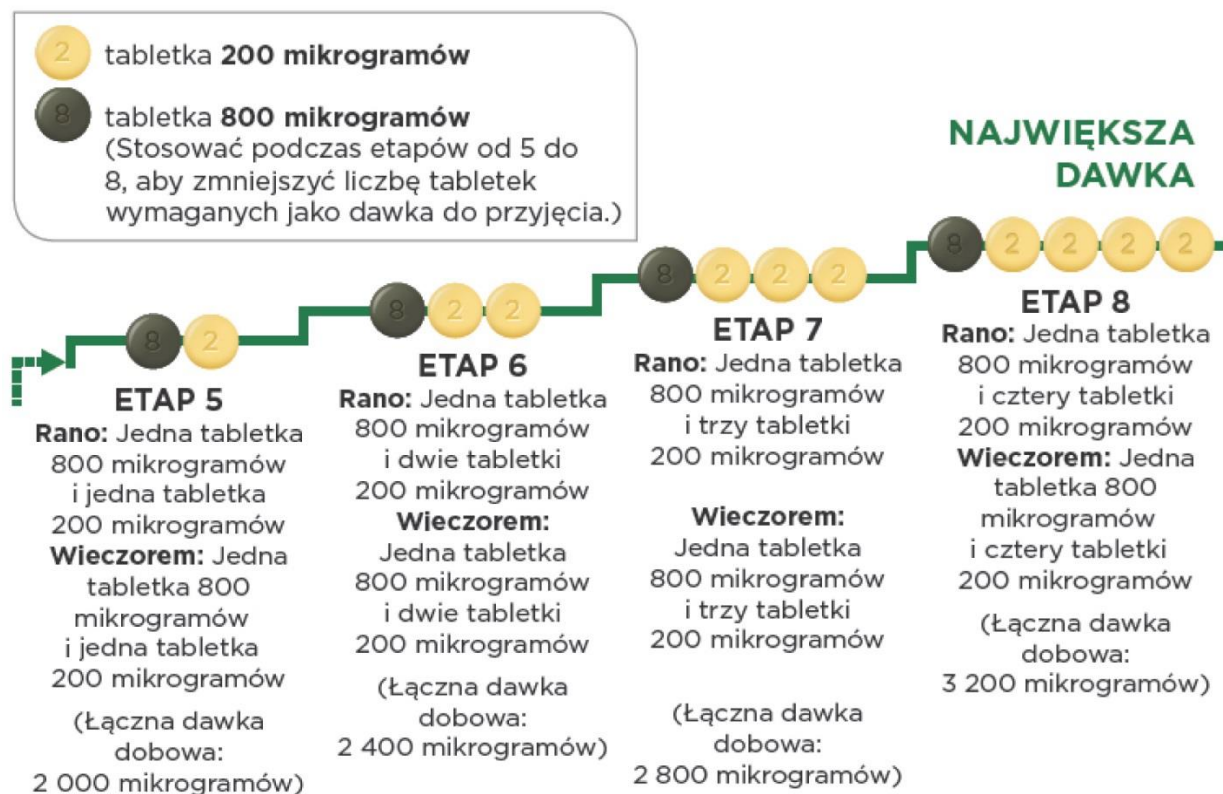 2 tabletka 200 mikrogramów
8 tabletka 800 mikrogramów
(Stosować podczas etapów od 5 do
8, aby zmniejszyć liczbę tabletek
wymaganych jako dawka do przyjęcia.)
NAJWIĘKSZA
DAWKA
8 2
ETAP 5
Rano: Jedna tabletka
800 mikrogramów
i jedna tabletka
200 mikrogramów
Wieczorem: Jedna
tabletka 800
mikrogramów
i jedna tabletka
200 mikrogramów
(Łączna dawka
dobowa:
2 000 mikrogramów)
8 2 2
ETAP 6
Rano: Jedna tabletka
800 mikrogramów
i dwie tabletki
200 mikrogramów
Wieczorem:
Jedna tabletka
800 mikrogramów
i dwie tabletki
200 mikrogramów
(Łączna dawka
dobowa:
2 400 mikrogramów)
8 2 2 2
ETAP 7
Rano: Jedna tabletka
800 mikrogramów
i trzy tabletki
200 mikrogramów
Wieczorem:
Jedna tabletka
800 mikrogramów
i trzy tabletki
200 mikrogramów
(Łączna dawka
dobowa:
2 800 mikrogramów)
8 2 2 2 2
ETAP 8
Rano: Jedna tabletka
800 mikrogramów
i cztery tabletki
200 mikrogramów
Wieczorem: Jedna
tabletka 800
mikrogramów
i cztery tabletki
200 mikrogramów
(Łączna dawka
dobowa:
3 200 mikrogramów)